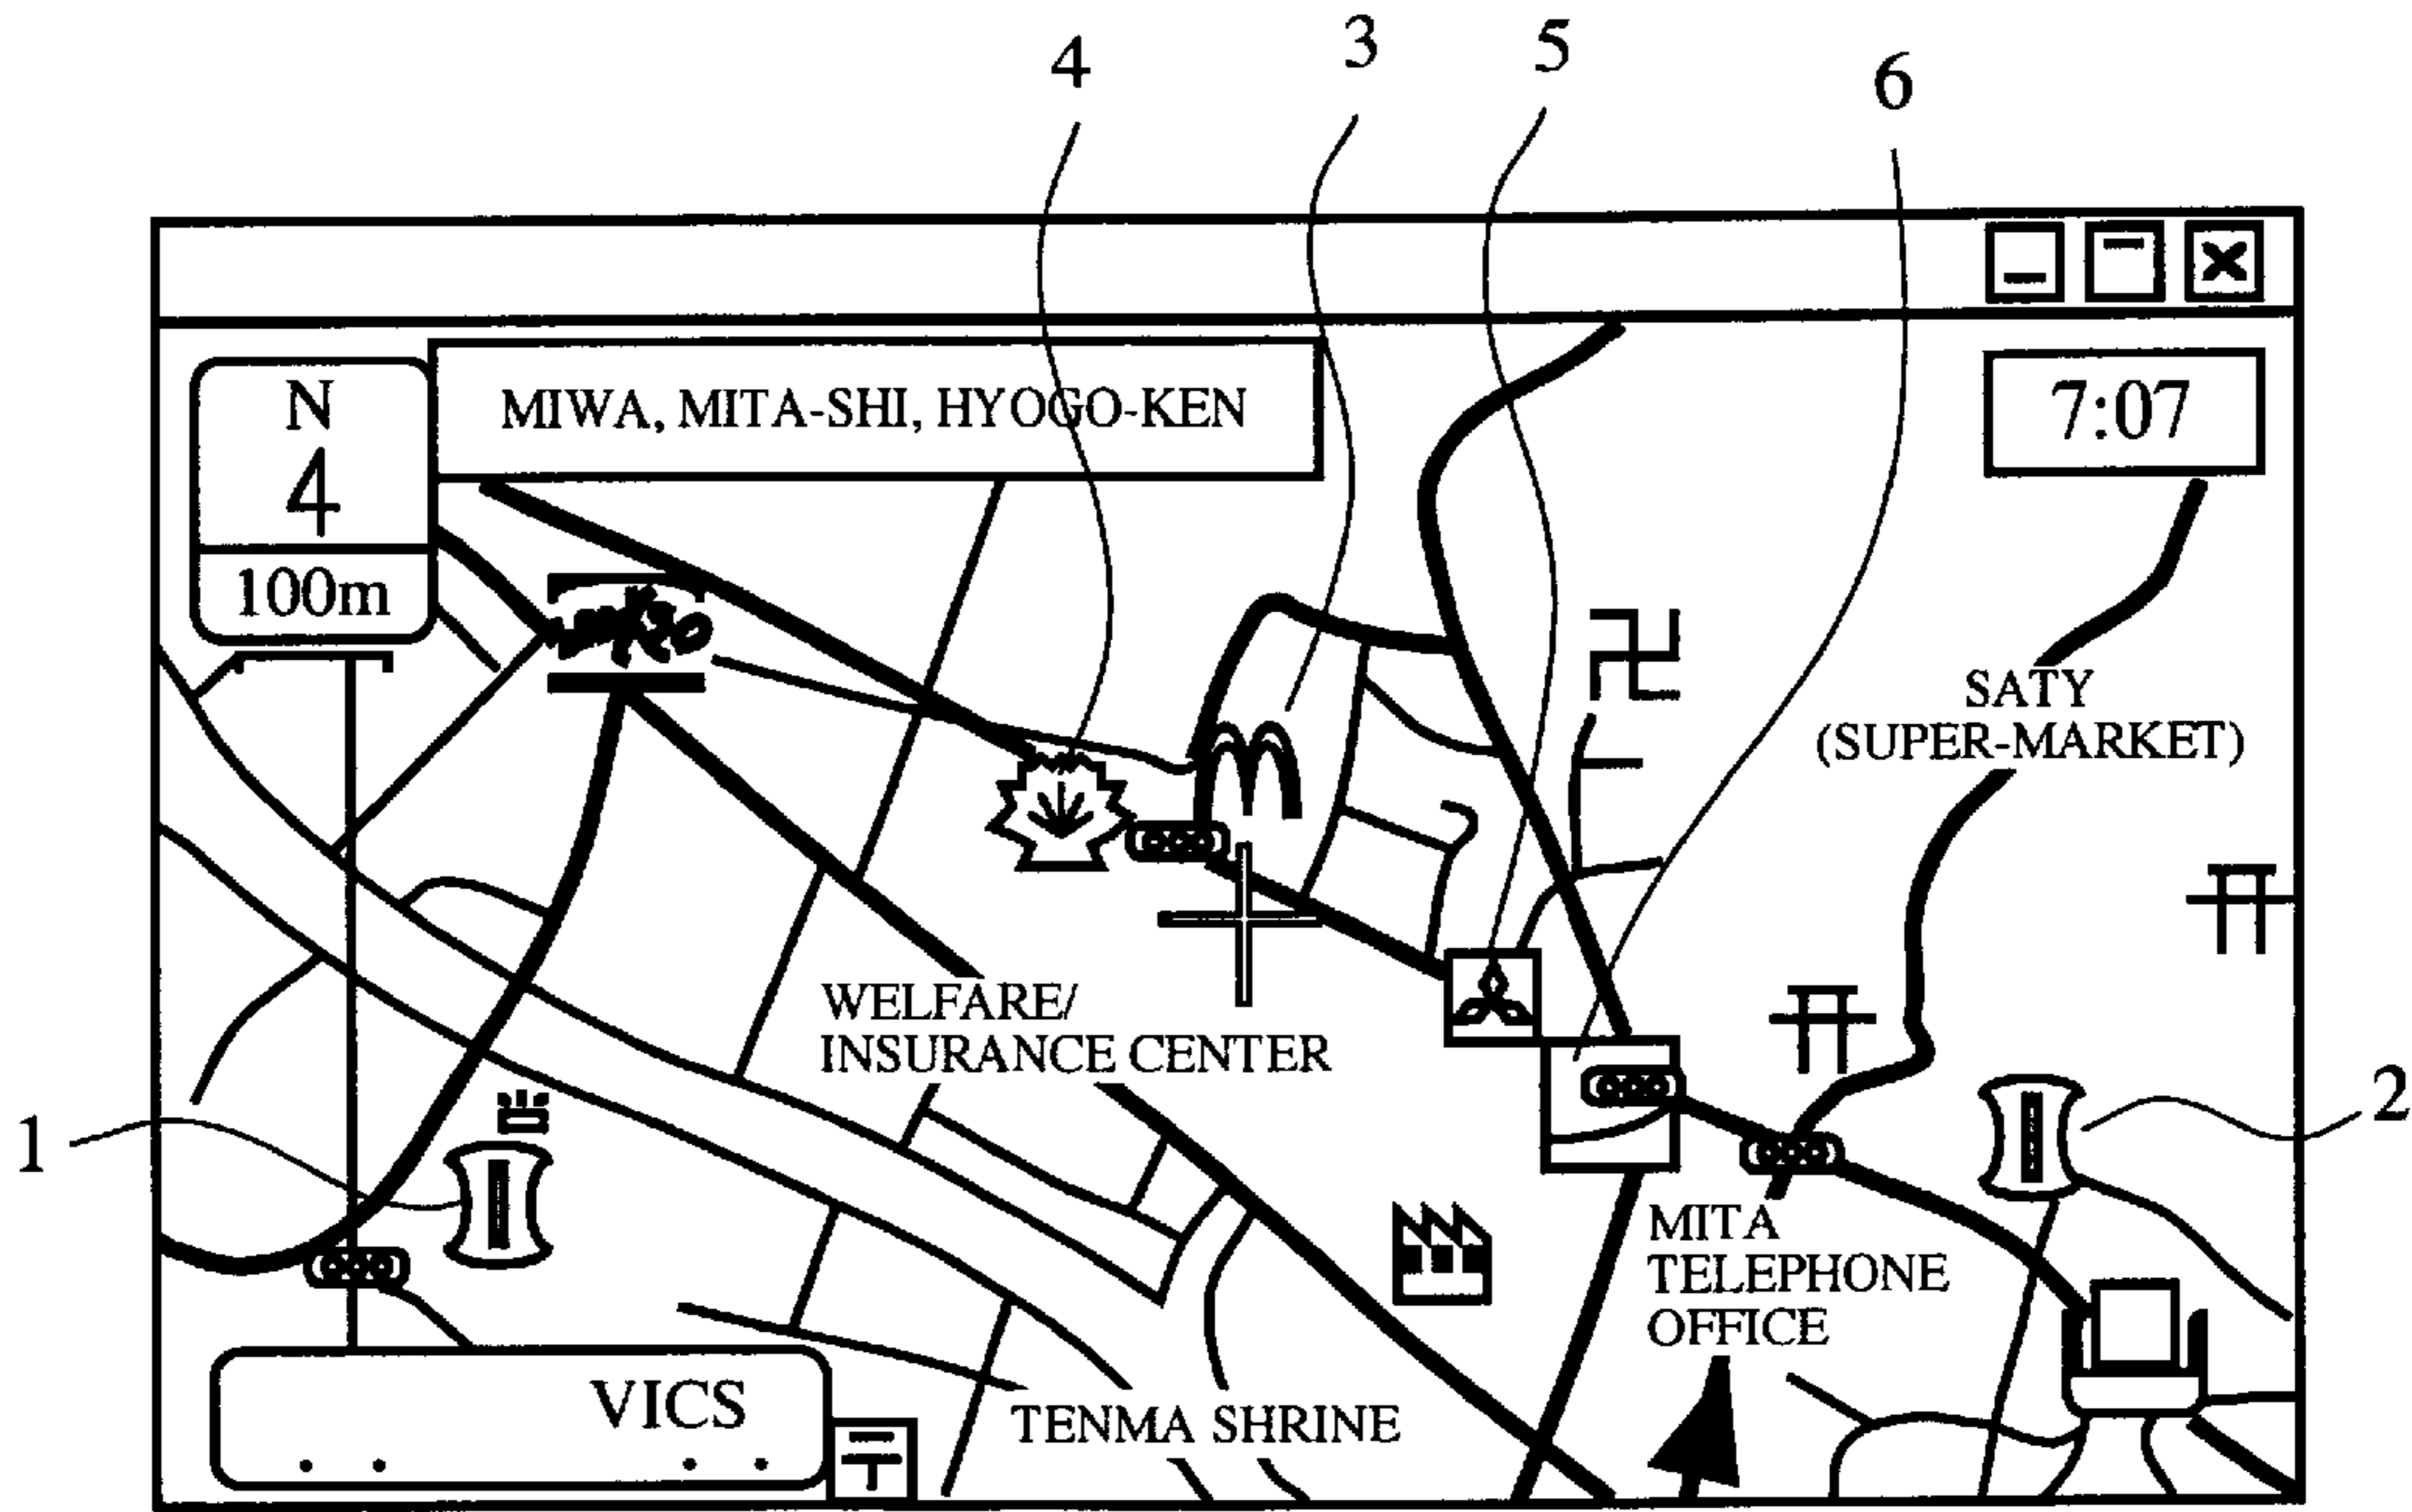 4
3
5
6
N
4
100m
MIWA, MITA-SHI, HYOGO-KEN
7:07
SATY
(SUPER-MARKET)
WELFARE/
INSURANCE CENTER
1
2
MITA
TELEPHONE
OFFICE
VICS
TENMA SHRINE